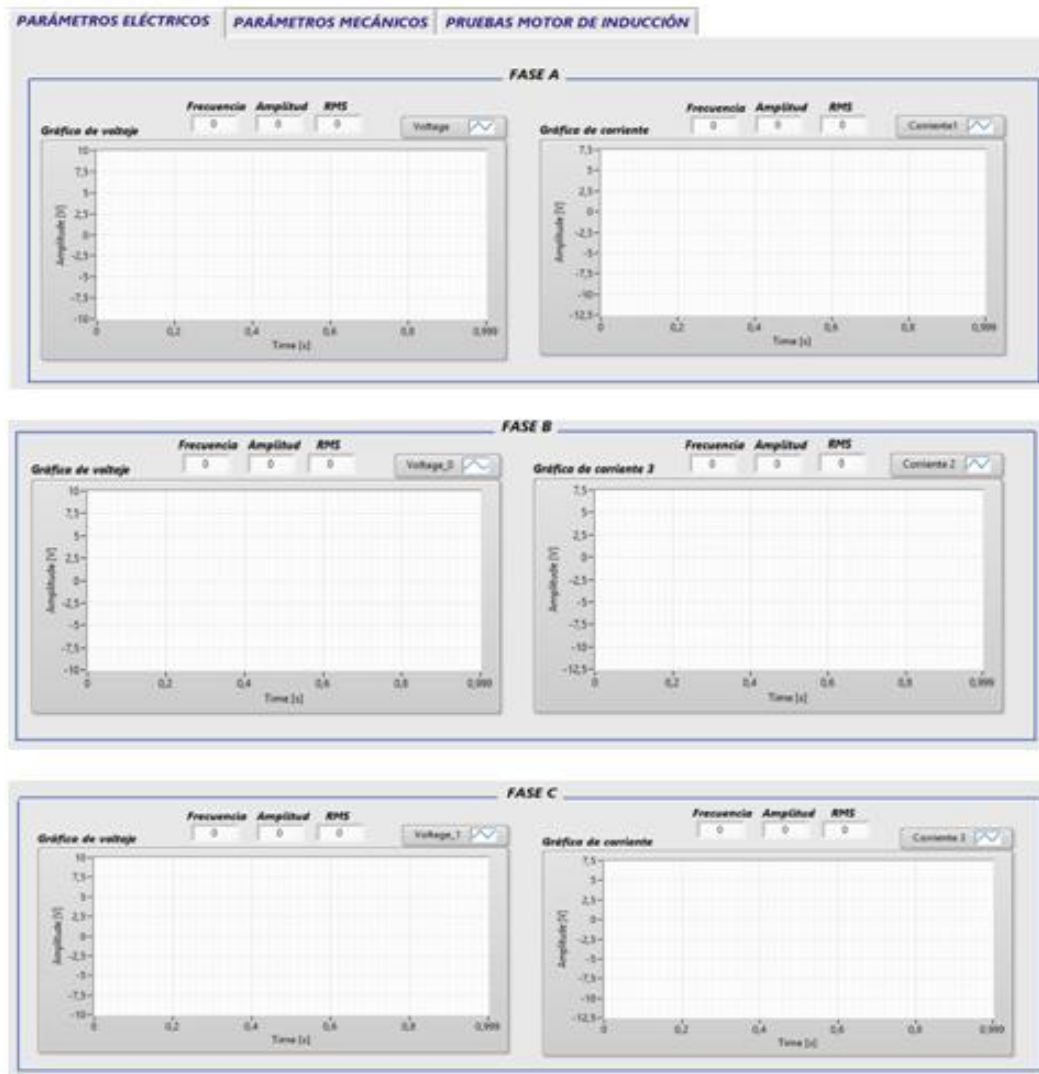 PARÁMETROS ELÉCTRICOS PARÁMETROS MECÁNICOS PRUEBAS MOTOR DE INDUCCIÓN
FASE A
Frecuencia Amplitud RMS
0 0 0
Voltage
Gráfica de voltaje
10
7,5
5
2,5
0
-2,5
-5
-7,5
-10
Amplitude [V]
0 0,2 0,4 0,6 0,8 0,999
Time [s]
Frecuencia Amplitud RMS
0 0 0
Corriente1
Gráfica de corriente
7,5
5
2,5
0
-2,5
-5
-7,5
-10
-12,5
Amplitude [V]
0 0,2 0,4 0,6 0,8 0,999
Time [s]
FASE B
Frecuencia Amplitud RMS
0 0 0
Voltage_0
Gráfica de voltaje
10
7,5
5
2,5
0
-2,5
-5
-7,5
-10
Amplitude [V]
0 0,2 0,4 0,6 0,8 0,999
Time [s]
Frecuencia Amplitud RMS
0 0 0
Corriente 2
Gráfica de corriente 3
7,5
5
2,5
0
-2,5
-5
-7,5
-10
-12,5
Amplitude [V]
0 0,2 0,4 0,6 0,8 0,999
Time [s]
FASE C
Frecuencia Amplitud RMS
0 0 0
Voltage_1
Gráfica de voltaje
10
7,5
5
2,5
0
-2,5
-5
-7,5
-10
Amplitude [V]
0 0,2 0,4 0,6 0,8 0,999
Time [s]
Frecuencia Amplitud RMS
0 0 0
Corriente 3
Gráfica de corriente
7,5
5
2,5
0
-2,5
-5
-7,5
-10
-12,5
Amplitude [V]
0 0,2 0,4 0,6 0,8 0,999
Time [s]